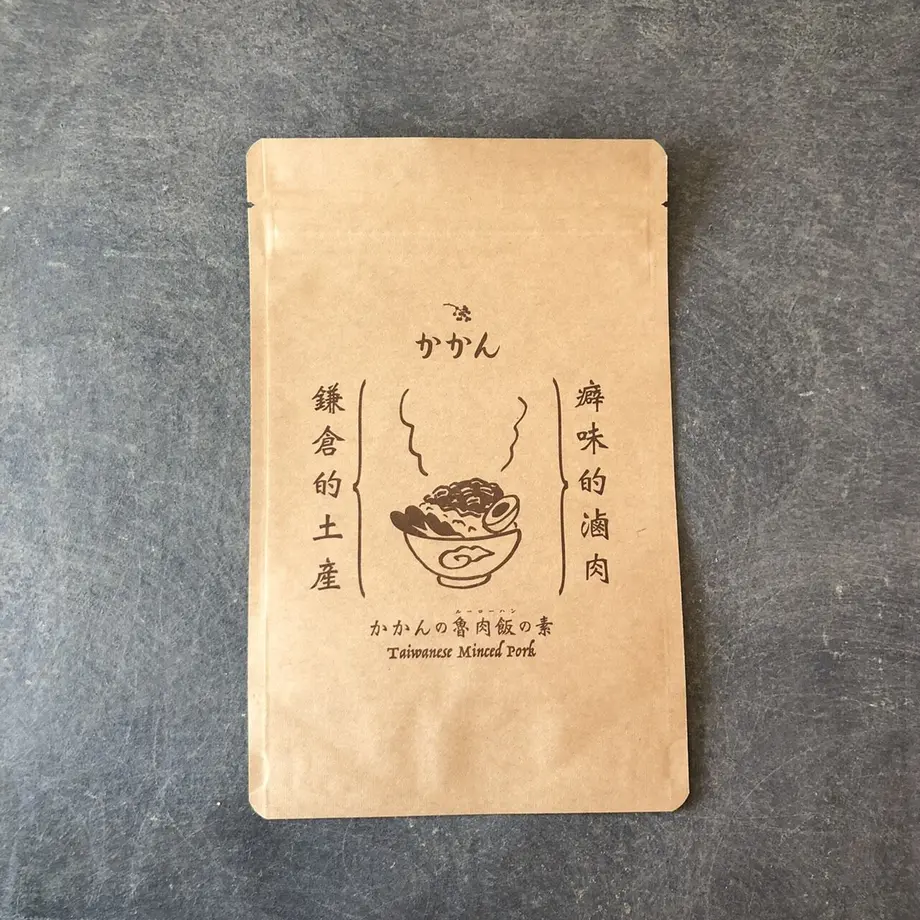 かかん
癖味的滷肉
鎌倉的土産
ルーローハン
かかんの魯肉飯の素
Taiwanese Minced Pork